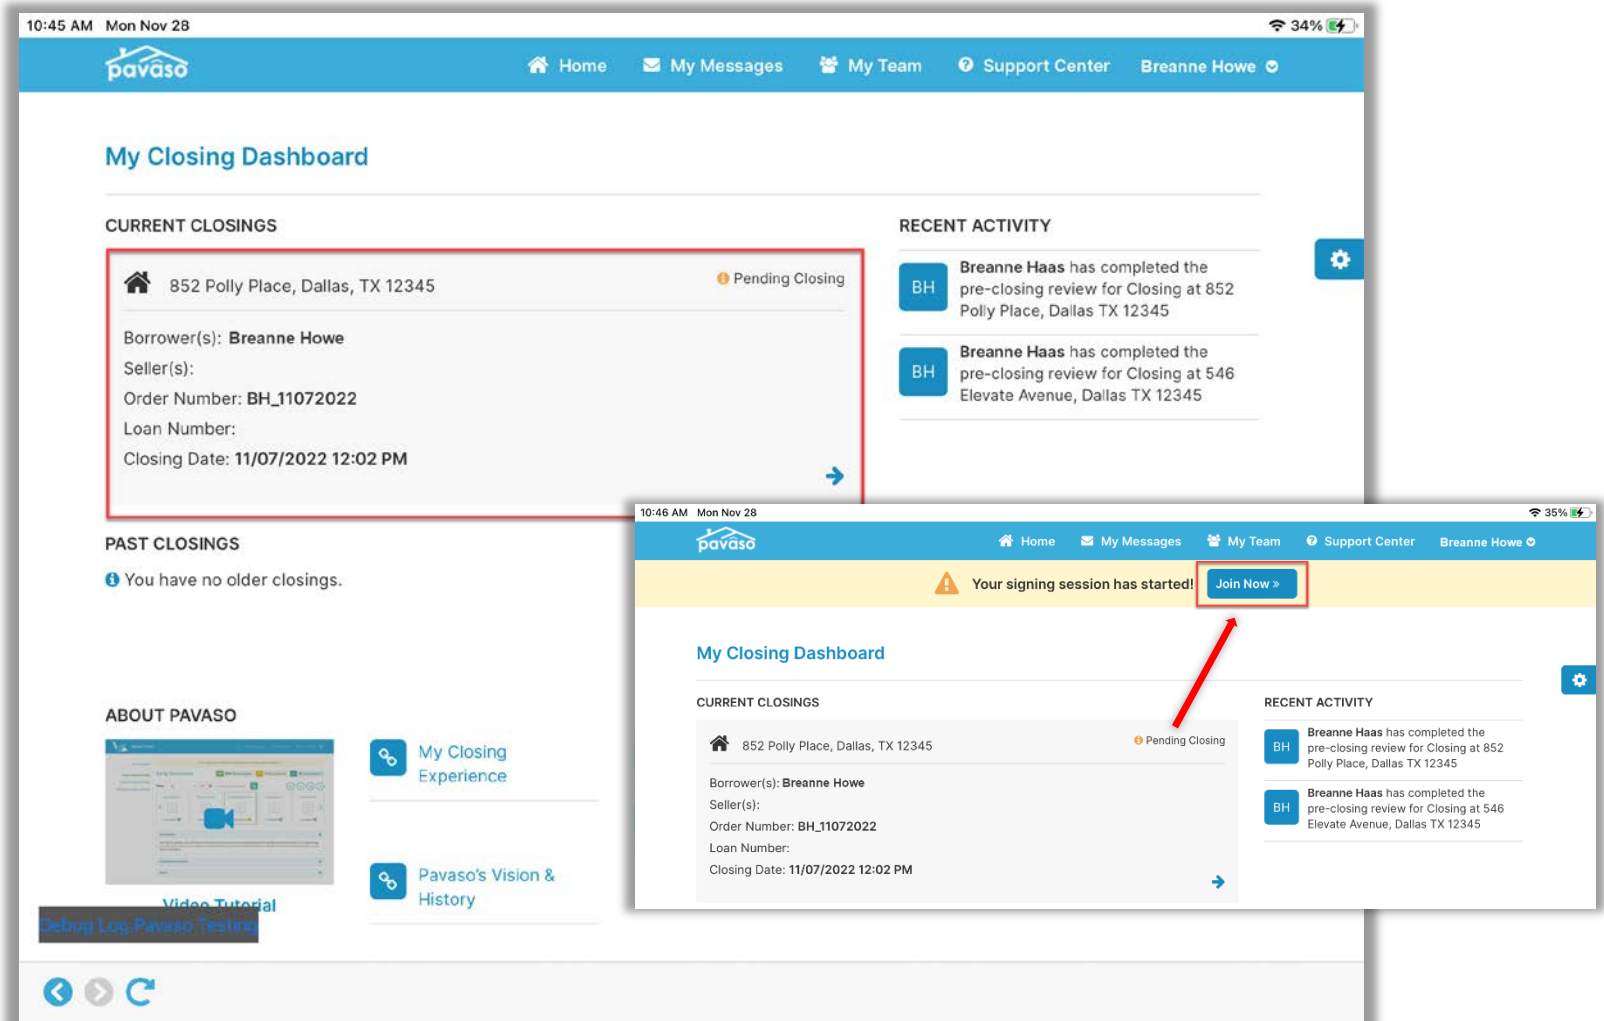 10:45 AM Mon Nov 28
34%
pavaso
Home
My Messages
My Team
Support Center
Breanne Howe
My Closing Dashboard
CURRENT CLOSINGS
852 Polly Place, Dallas, TX 12345
Pending Closing
Borrower(s): Breanne Howe
Seller(s):
Order Number: BH_11072022
Loan Number:
Closing Date: 11/07/2022 12:02 PM
RECENT ACTIVITY
BH
Breanne Haas has completed the
pre-closing review for Closing at 852
Polly Place, Dallas TX 12345
BH
Breanne Haas has completed the
pre-closing review for Closing at 546
Elevate Avenue, Dallas TX 12345
PAST CLOSINGS
You have no older closings.
ABOUT PAVASO
Video Tutorial
Debug Log Pavaso Testing
My Closing
Experience
Pavaso's Vision &
History
10:46 AM Mon Nov 28
35%
pavaso
Home
My Messages
My Team
Support Center
Breanne Howe
Your signing session has started!
Join Now »
My Closing Dashboard
CURRENT CLOSINGS
852 Polly Place, Dallas, TX 12345
Pending Closing
Borrower(s): Breanne Howe
Seller(s):
Order Number: BH_11072022
Loan Number:
Closing Date: 11/07/2022 12:02 PM
RECENT ACTIVITY
BH
Breanne Haas has completed the
pre-closing review for Closing at 852
Polly Place, Dallas TX 12345
BH
Breanne Haas has completed the
pre-closing review for Closing at 546
Elevate Avenue, Dallas TX 12345